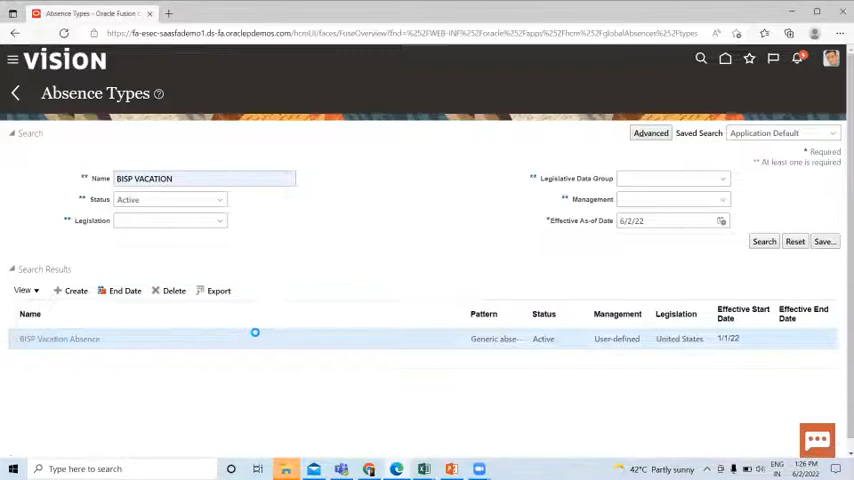 Absence Types - Oracle Fusion C
https://fa-esec-saasfademo1.ds-fa.oraclepdemos.com/hcmUI/faces/FuseOverview?fnd=%252FWEB-INF%252Foracle%252Fapps%252Fhcm%252FglobalAbsences%252Ftypes
VISION
9
Absence Types
Search
Advanced Saved Search Application Default
* Required
** At least one is required
** Name BISP VACATION
** Legislative Data Group
** Status Active
** Management
** Legislation
*Effective As-of Date 6/2/22
Search Reset Save...
Search Results
View + Create End Date Delete Export
Name Pattern Status Management Legislation Effective Start Date Effective End Date
BISP Vacation Absence Generic abse... Active User-defined United States 1/1/22
Type here to search
42°C Partly sunny
ENG
IN
1:26 PM
6/2/2022